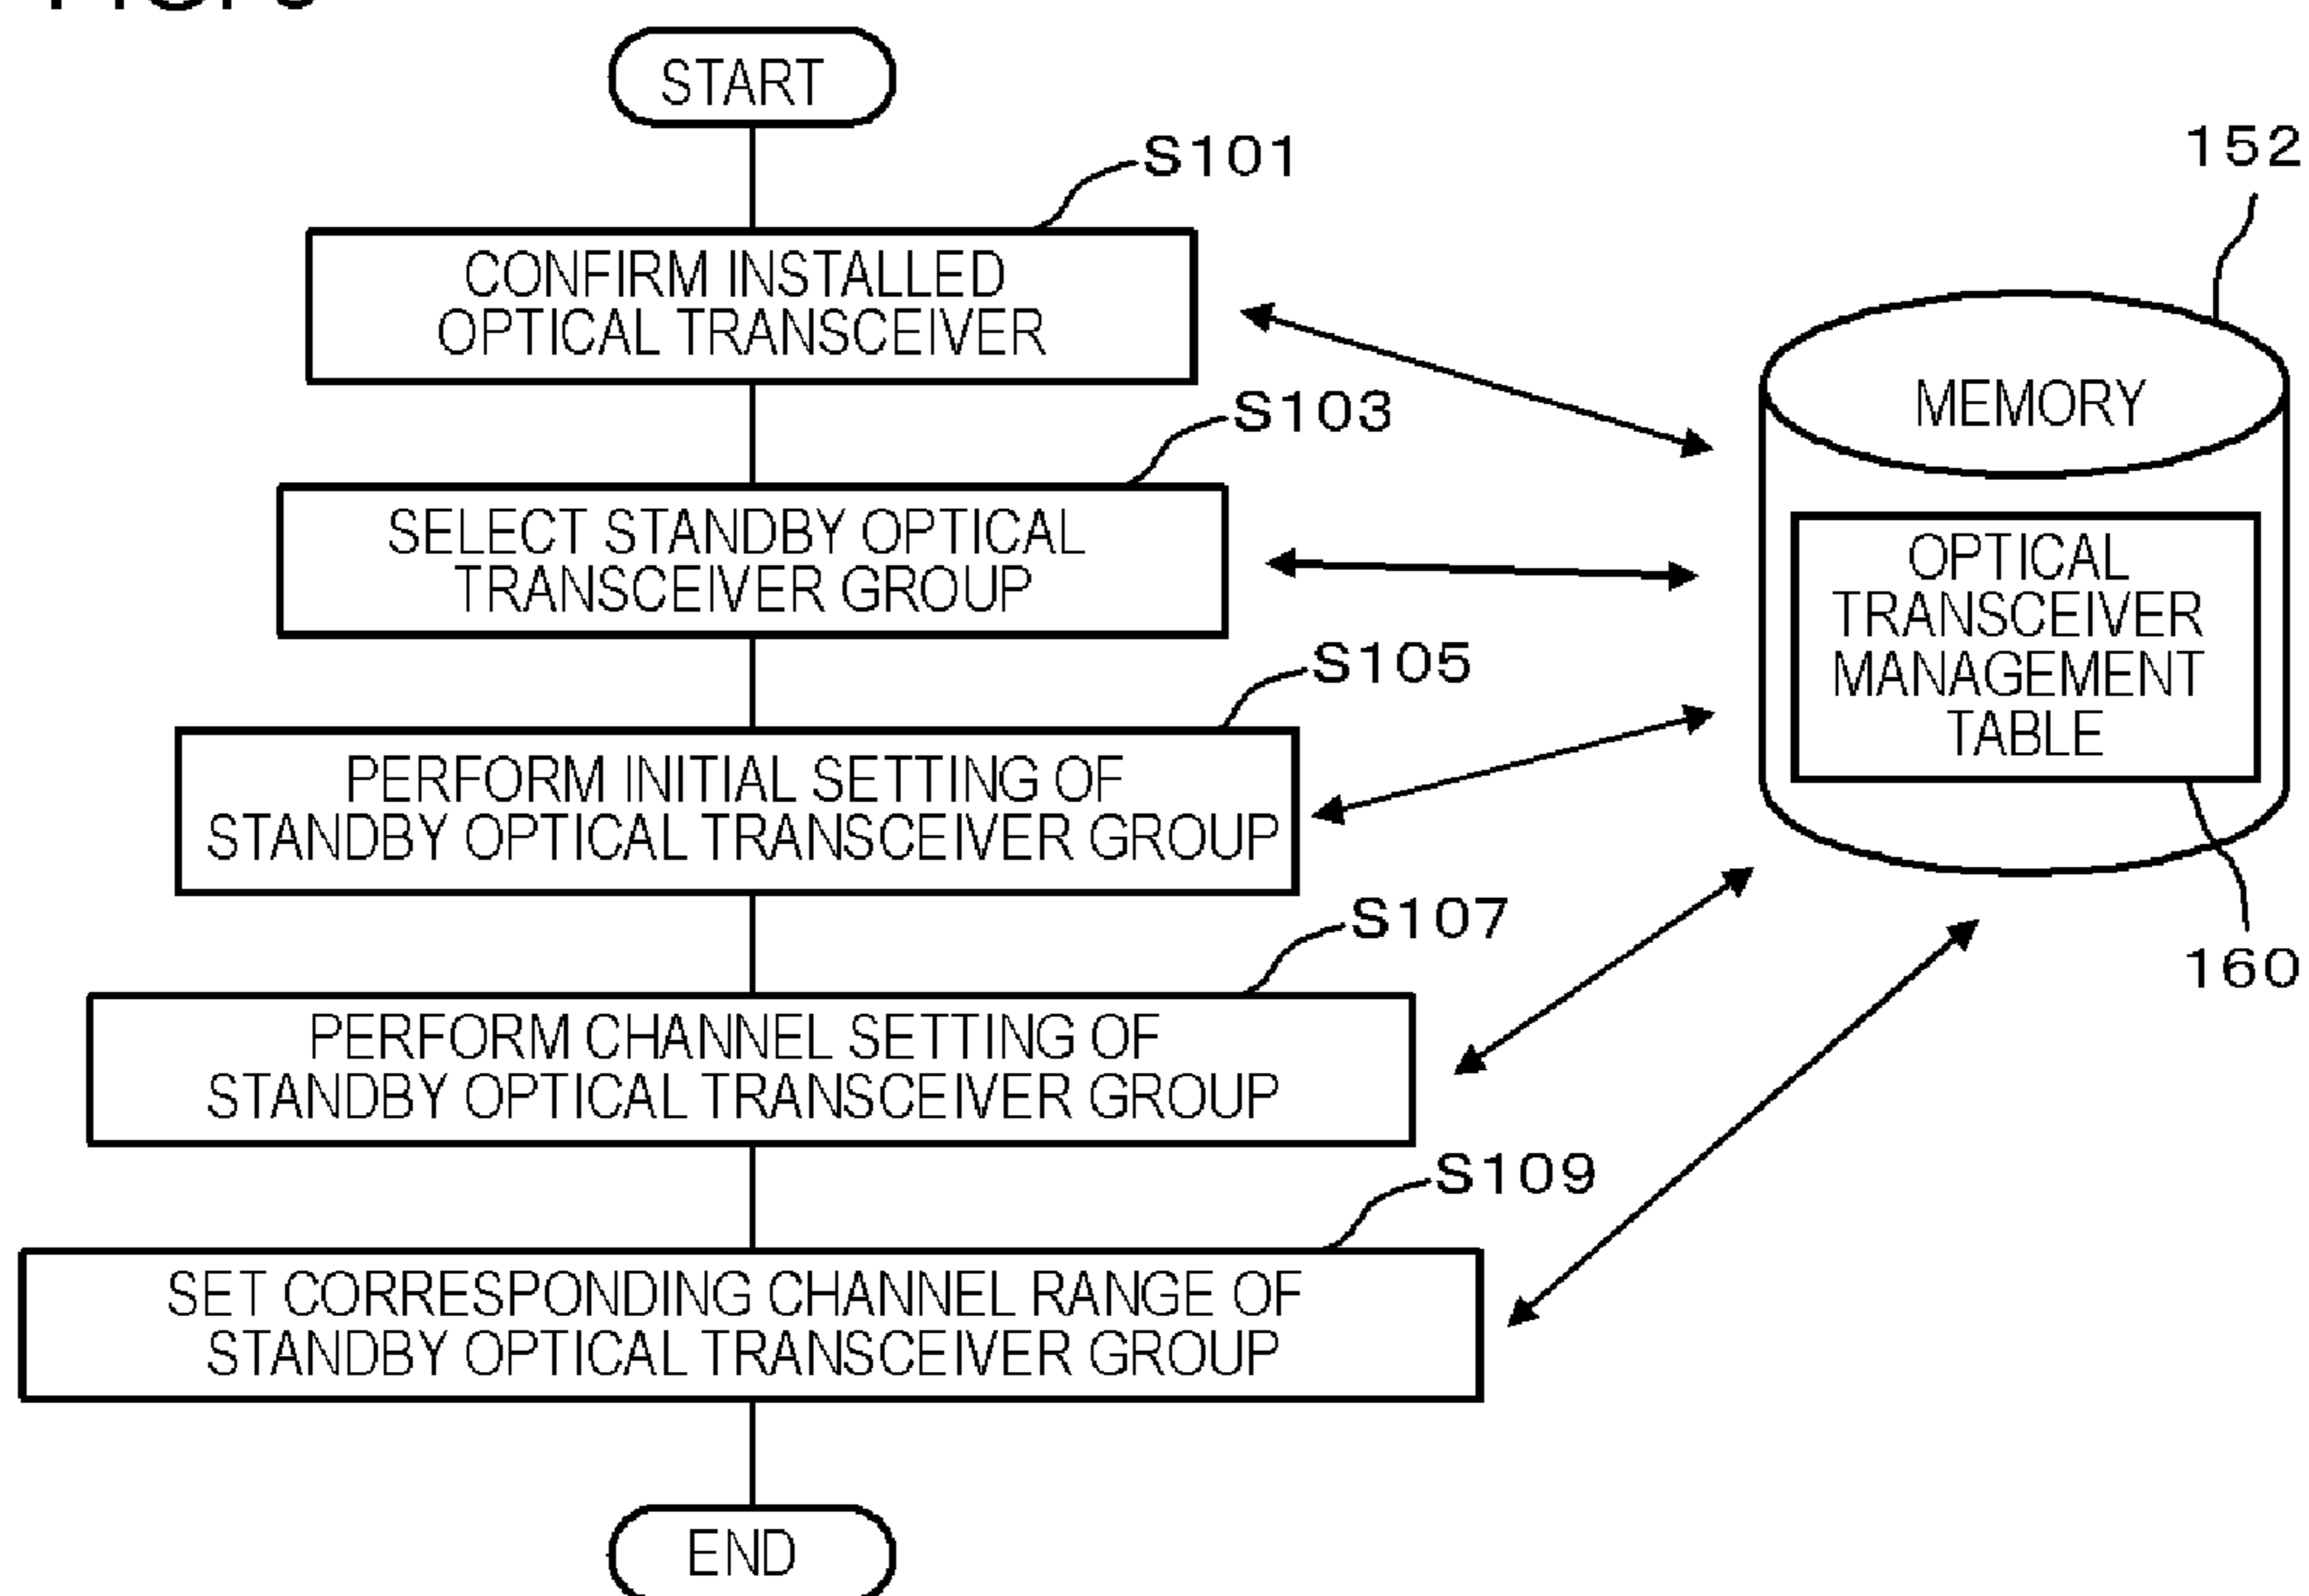 START
S101
CONFIRM INSTALLED
OPTICAL TRANSCEIVER
S103
SELECT STANDBY OPTICAL
TRANSCEIVER GROUP
S105
PERFORM INITIAL SETTING OF
STANDBY OPTICAL TRANSCEIVER GROUP
S107
PERFORM CHANNEL SETTING OF
STANDBY OPTICAL TRANSCEIVER GROUP
S109
SET CORRESPONDING CHANNEL RANGE OF
STANDBY OPTICAL TRANSCEIVER GROUP
END
152
MEMORY
OPTICAL
TRANSCEIVER
MANAGEMENT
TABLE
160